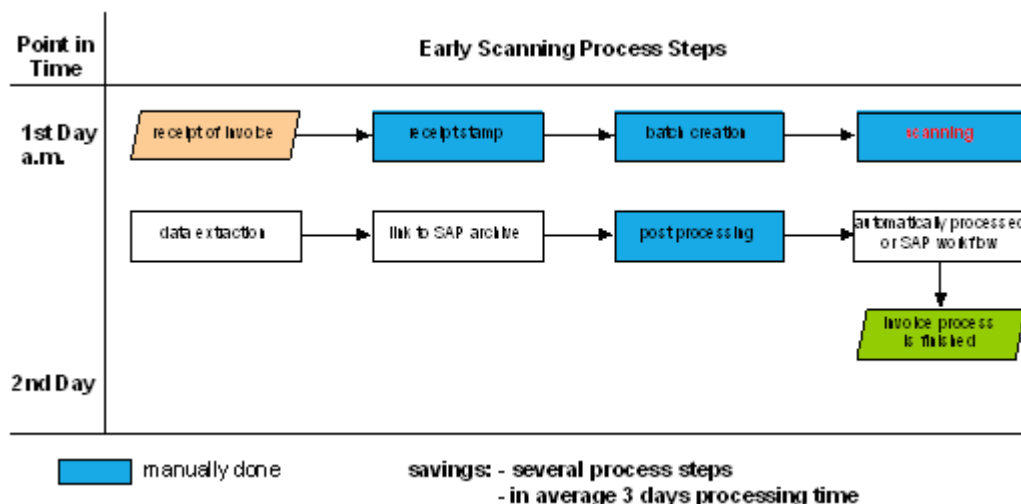 Point in
Time
Early Scanning Process Steps
1st Day
a.m.
receipt of invoice
receipt stamp
batch creation
scanning
data extraction
link to SAP archive
post processing
automatically processed
or SAP workflow
invoice process
is finished
2nd Day
manually done
savings: - several process steps
- in average 3 days processing time